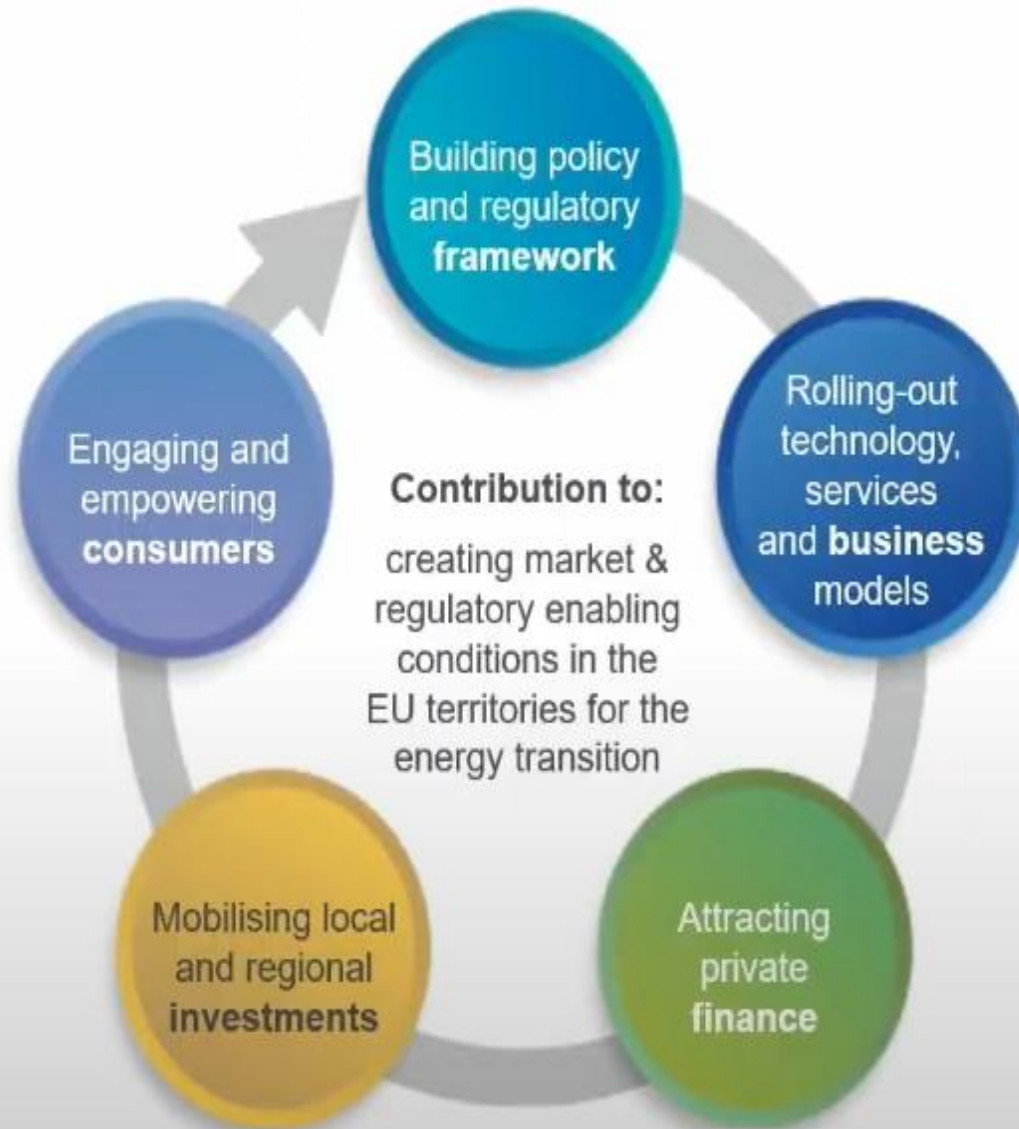 Building policy
and regulatory
framework
Rolling-out
technology,
services
and business
models
Attracting
private
finance
Mobilising local
and regional
investments
Engaging and
empowering
consumers
Contribution to:
creating market &
regulatory enabling
conditions in the
EU territories for the
energy transition